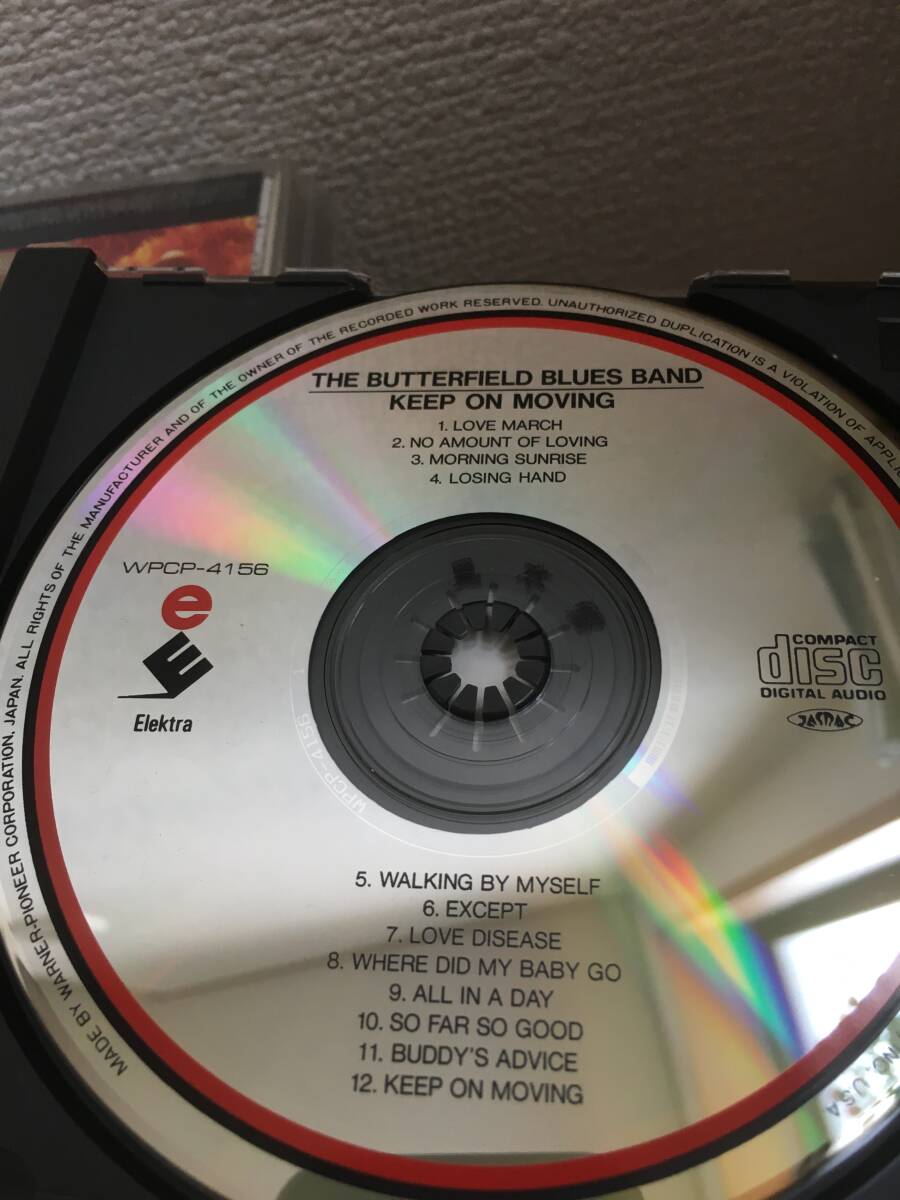 MADE BY WARNER-PIONEER CORPORATION, JAPAN. ALL RIGHTS OF THE MANUFACTURER AND OF THE OWNER OF THE RECORDED WORK RESERVED. UNAUTHORIZED DUPLICATION IS A VIOLATION OF
THE BUTTERFIELD BLUES BAND
KEEP ON MOVING
1. LOVE MARCH
2. NO AMOUNT OF LOVING
3. MORNING SUNRISE
4. LOSING HAND
WPCP-4156
e
E
Elektra
COMPACT
disc
DIGITAL AUDIO
JASRAC
WPCP-4156
5. WALKING BY MYSELF
6. EXCEPT
7. LOVE DISEASE
8. WHERE DID MY BABY GO
9. ALL IN A DAY
10. SO FAR SO GOOD
11. BUDDY'S ADVICE
12. KEEP ON MOVING
USA